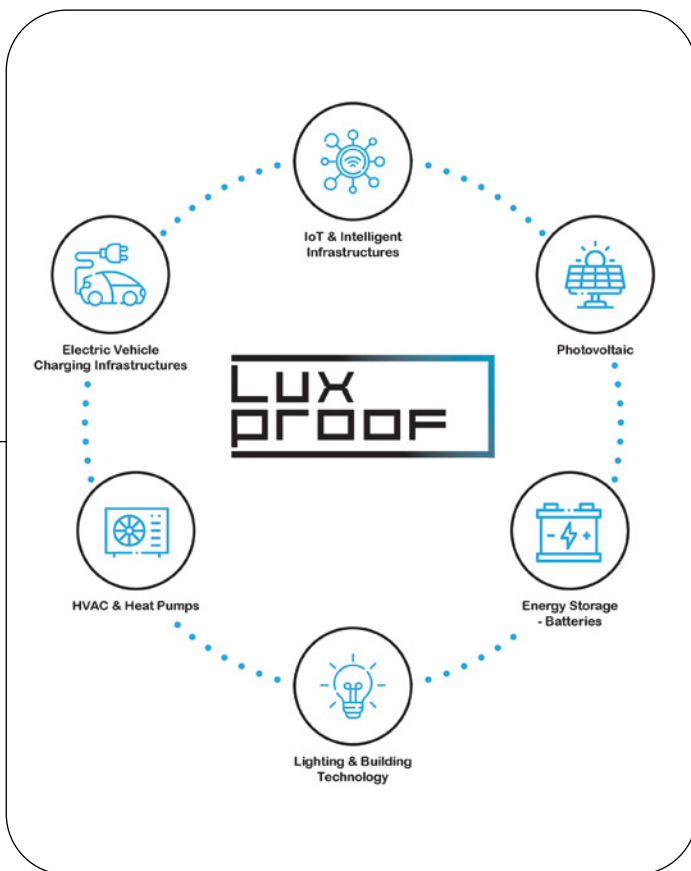 IoT & Intelligent
Infrastructures
Electric Vehicle
Charging Infrastructures
Photovoltaic
LUX
PROOF
HVAC & Heat Pumps
Energy Storage
- Batteries
Lighting & Building
Technology